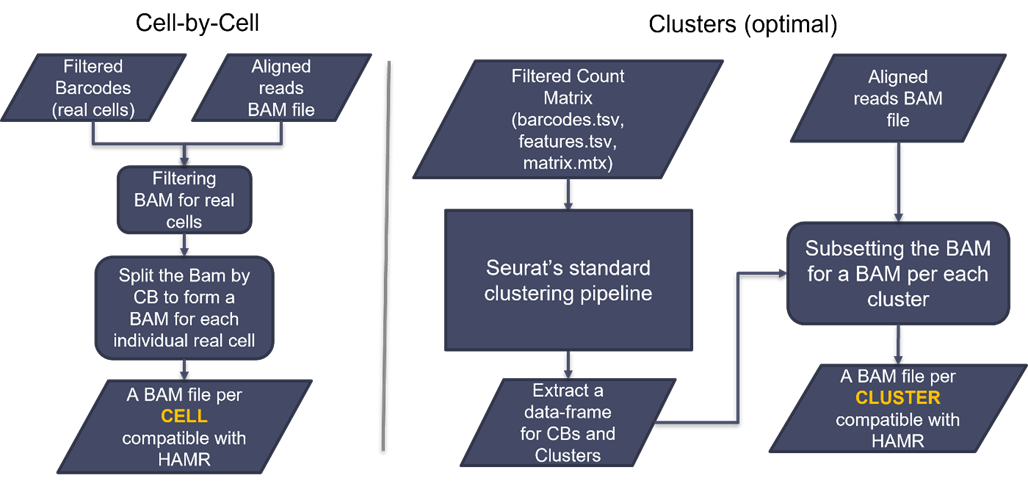 Cell-by-Cell
Filtered
Barcodes
(real cells)
Aligned
reads
BAM file
Filtering
BAM for real
cells
Split the Bam by
CB to form a
BAM for each
individual real cell
A BAM file per
CELL
compatible with
HAMR
Clusters (optimal)
Filtered Count
Matrix
(barcodes.tsv,
features.tsv,
matrix.mtx)
Aligned
reads BAM
file
Seurat's standard
clustering pipeline
Subsetting the BAM
for a BAM per each
cluster
Extract a
data-frame
for CBs and
Clusters
A BAM file per
CLUSTER
compatible with
HAMR